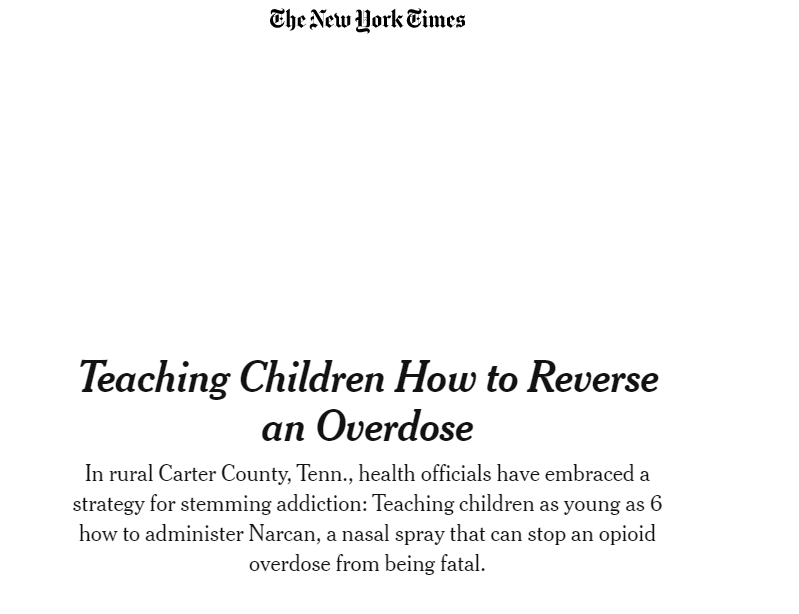 The New York Times
Teaching Children How to Reverse
an Overdose
In rural Carter County, Tenn., health officials have embraced a
strategy for stemming addiction: Teaching children as young as 6
how to administer Narcan, a nasal spray that can stop an opioid
overdose from being fatal.